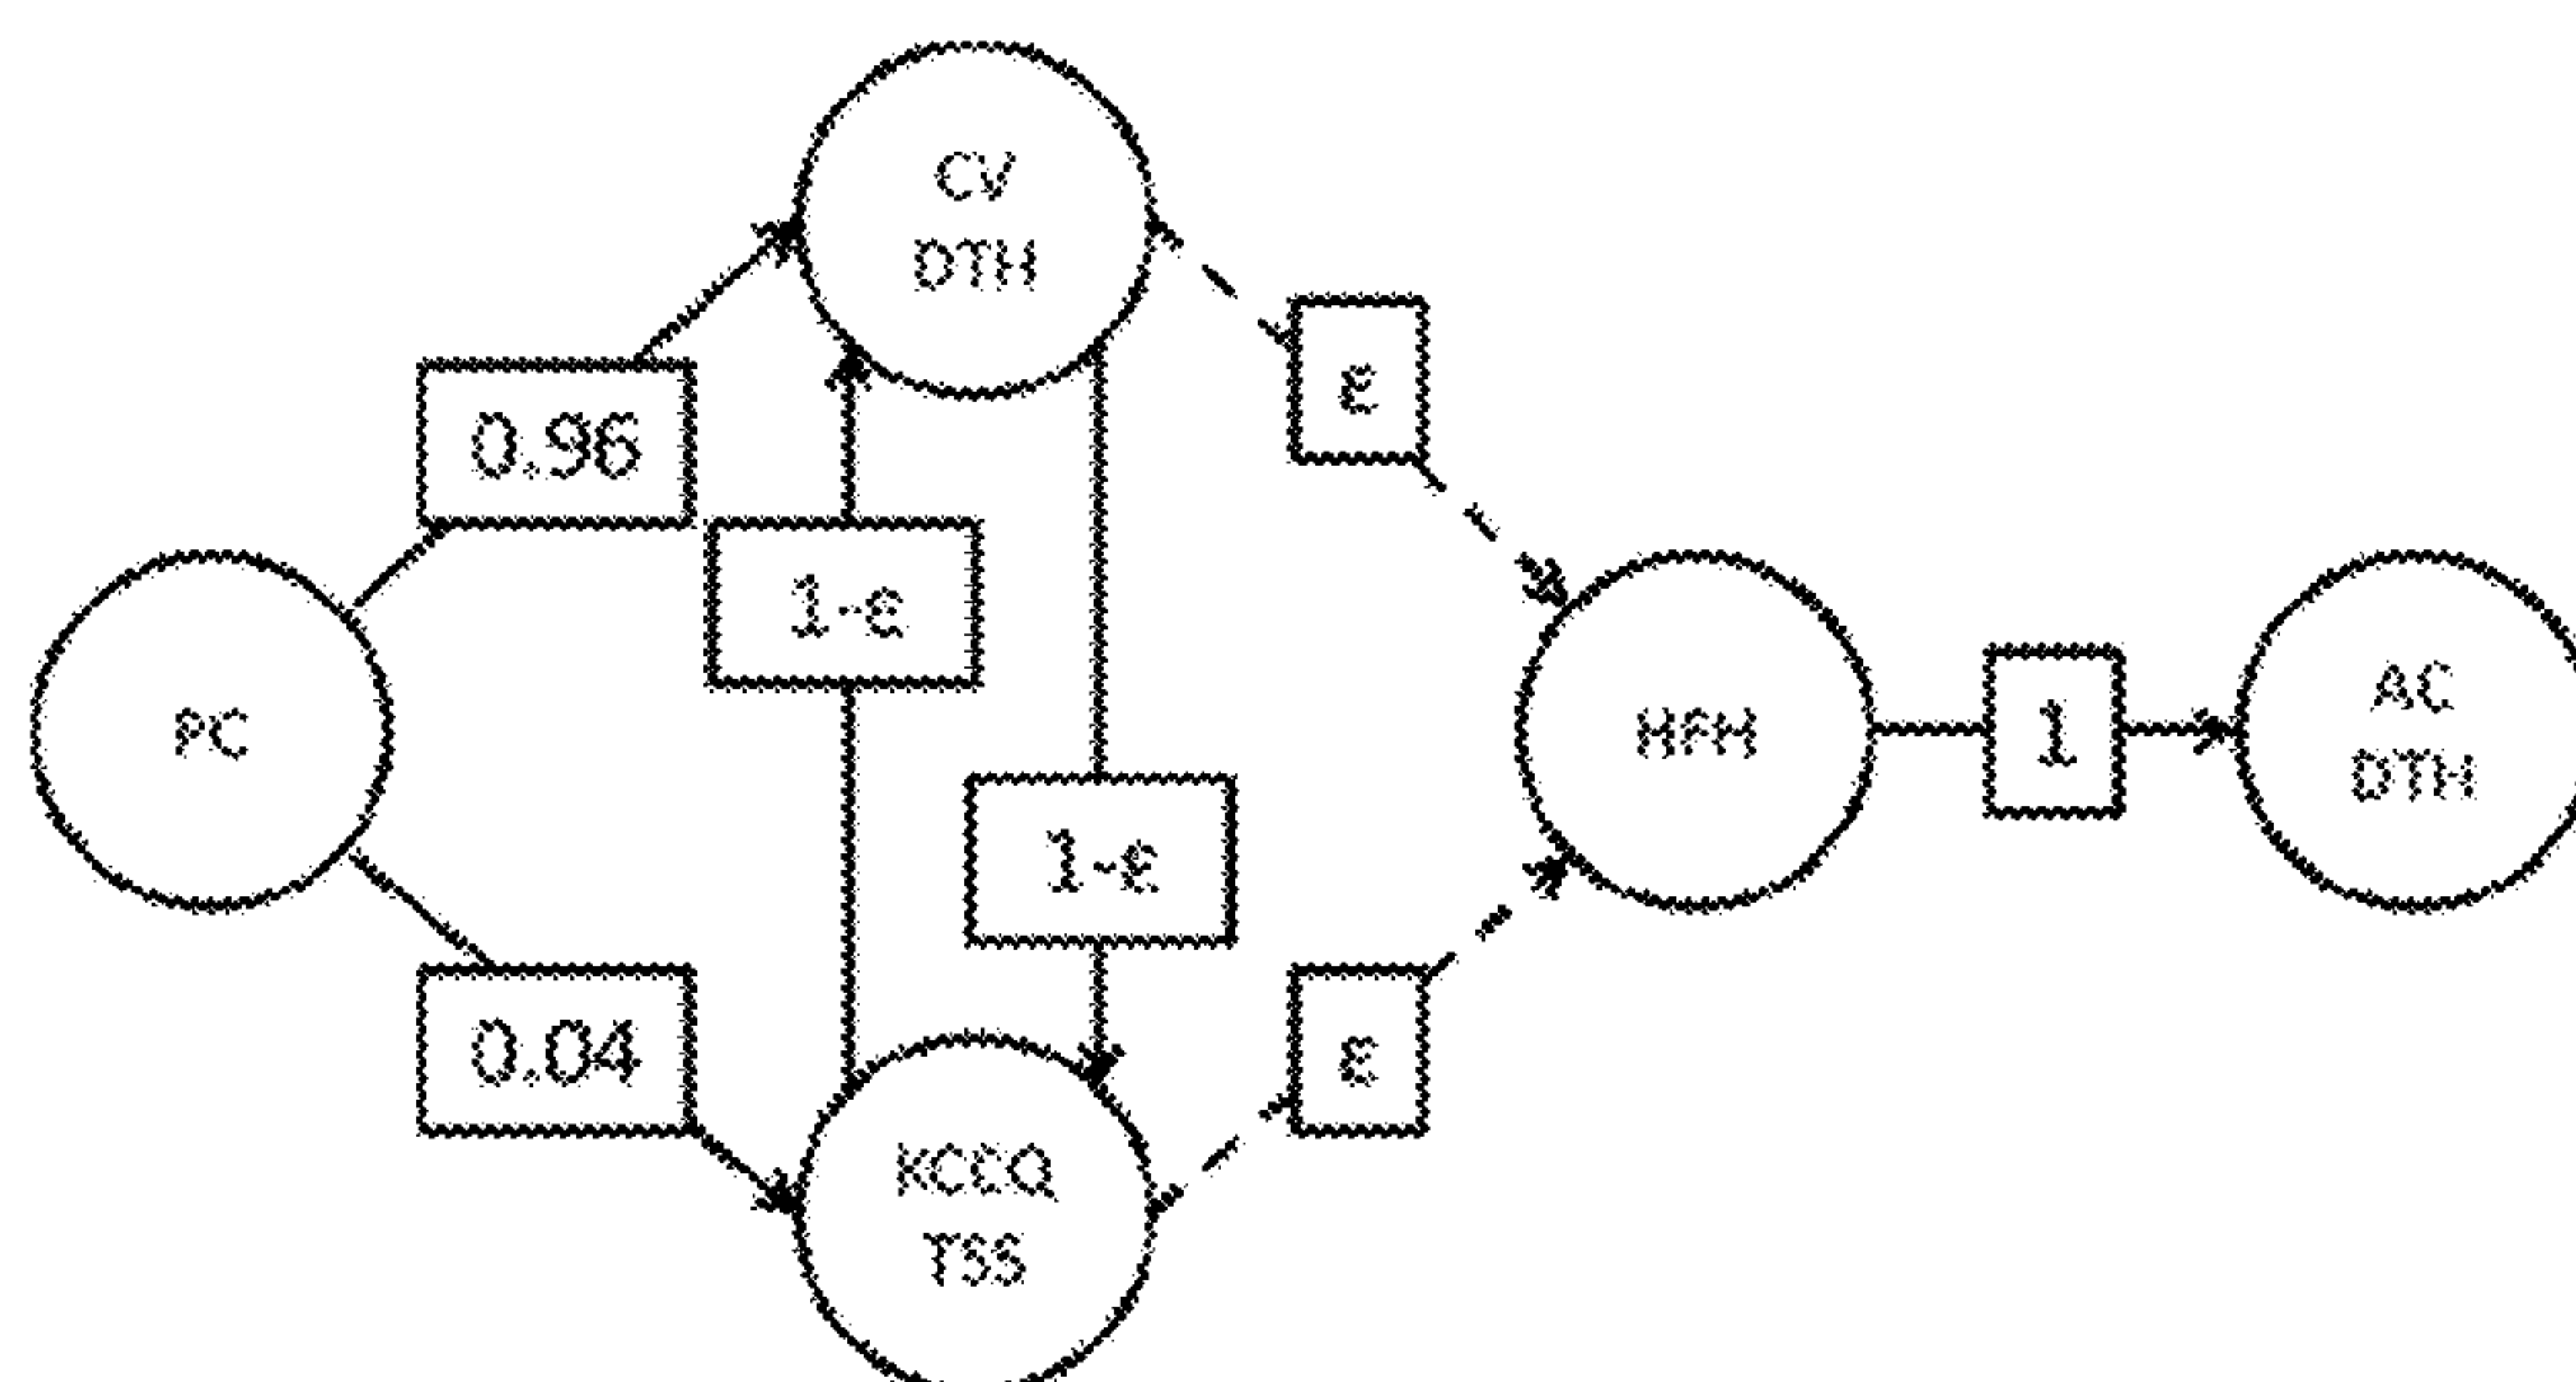 CV
DTH
ε
0.96
1-ε
PC
HFH
1
AC
DTH
1-ε
0.04
ε
KCCQ
TSS